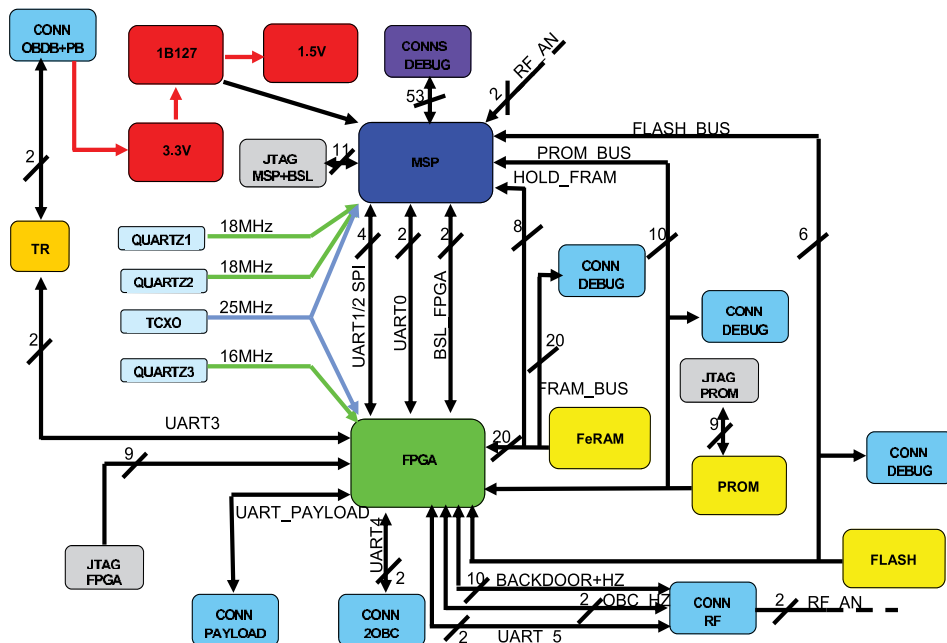 CONN
OBDB+PB
1B127
1.5V
CONNS
DEBUG
2
RF_AN
53
FLASH_BUS
2
3.3V
JTAG
MSP+BSL
11
MSP
PROM_BUS
HOLD_FRAM
TR
QUARTZ1
18MHz
4
2
2
8
10
6
QUARTZ2
18MHz
CONN
DEBUG
TCXO
25MHz
UART1/2 SPI
UART0
BSL_FPGA
CONN
DEBUG
2
QUARTZ3
16MHz
20
JTAG
PROM
FRAM_BUS
UART3
9
FPGA
20
FeRAM
9
CONN
DEBUG
PROM
UART_PAYLOAD
UART4
JTAG
FPGA
2
FLASH
10
BACKDOOR+HZ
2
OBC_HZ
CONN
PAYLOAD
CONN
2OBC
2
UART_5
CONN
RF
2
RF_AN